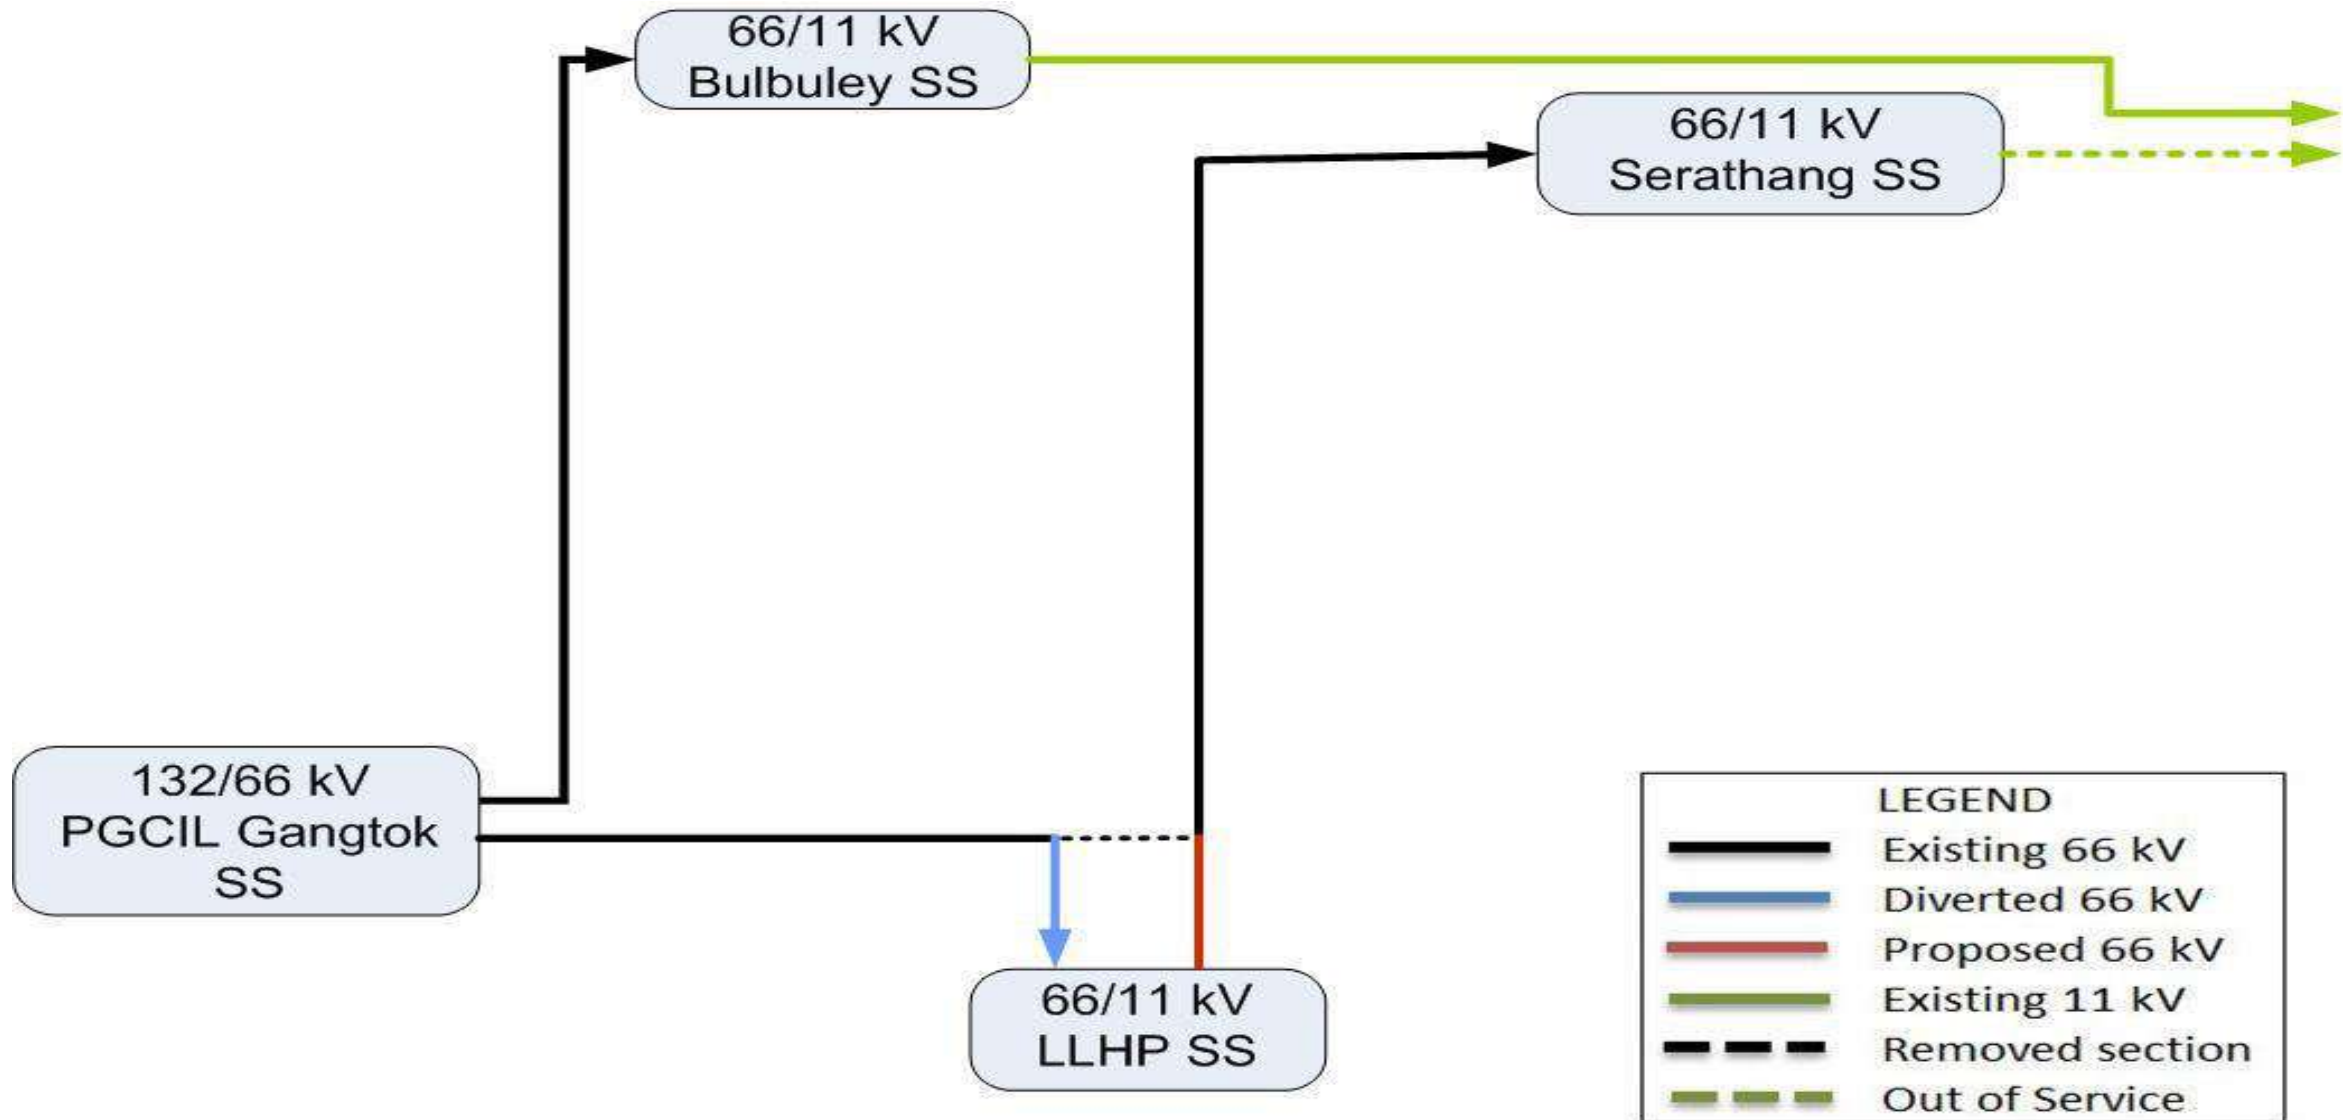 66/11 kV
Bulbuley SS
66/11 kV
Serathang SS
132/66 kV
PGCIL Gangtok
SS
66/11 kV
LLHP SS
LEGEND
Existing 66 kV
Diverted 66 kV
Proposed 66 kV
Existing 11 kV
Removed section
Out of Service